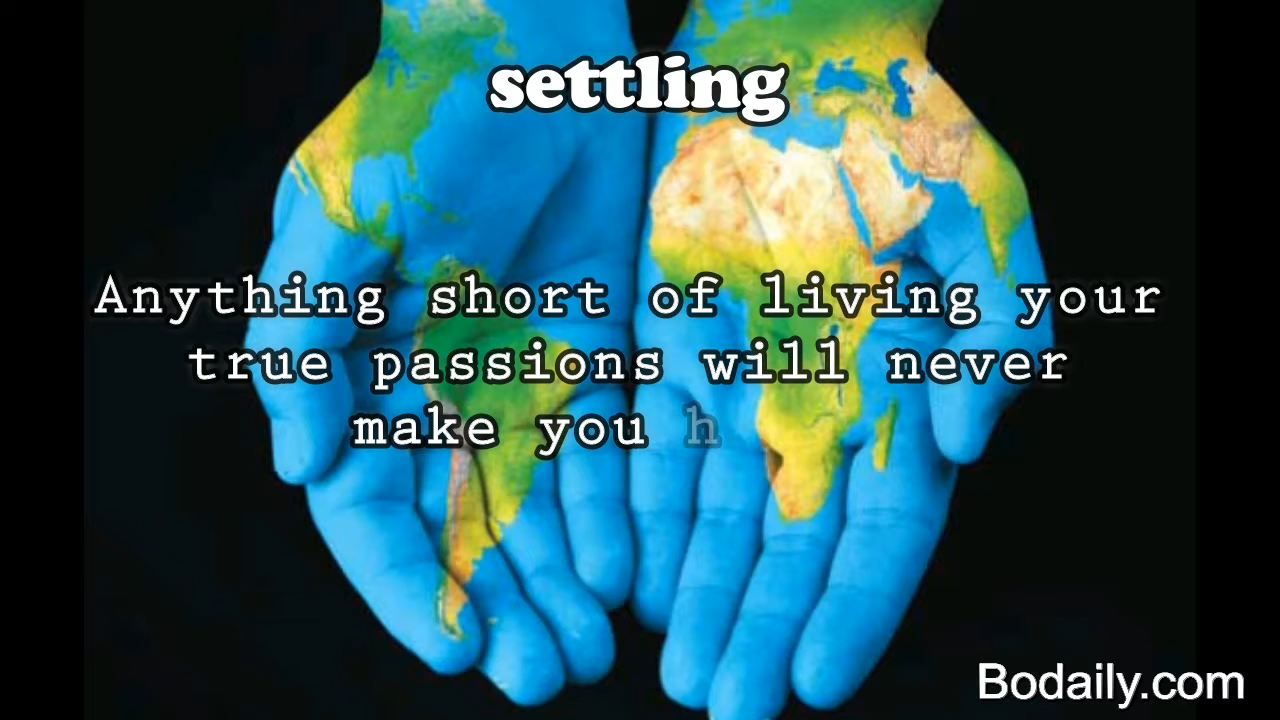 settling
Anything short of living your
true passions will never
make you h
Bodaily.com